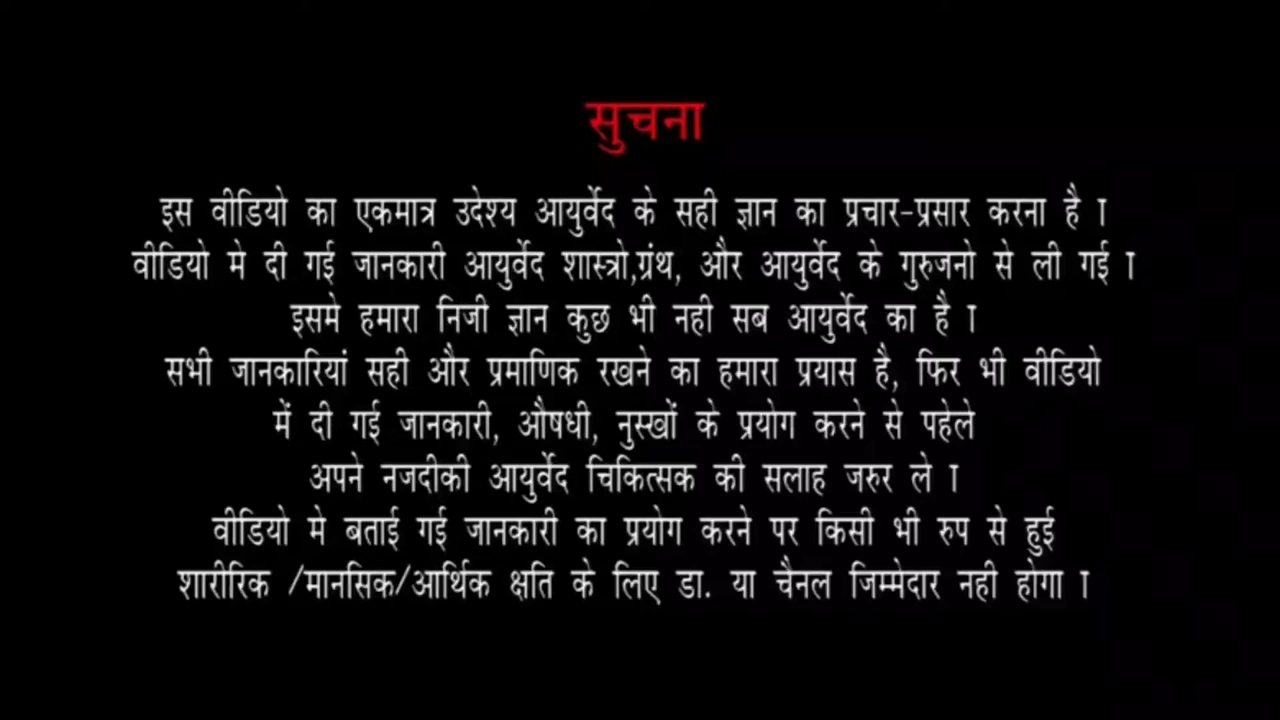 सुचना
इस वीडियो का एकमात्र उदेश्य आयुर्वेद के सही ज्ञान का प्रचार-प्रसार करना है ।
वीडियो मे दी गई जानकारी आयुर्वेद शास्त्रो,ग्रंथ, और आयुर्वेद के गुरुजनो से ली गई ।
इसमे हमारा निजी ज्ञान कुछ भी नही सब आयुर्वेद का है ।
सभी जानकारियां सही और प्रमाणिक रखने का हमारा प्रयास है, फिर भी वीडियो
में दी गई जानकारी, औषधी, नुस्खों के प्रयोग करने से पहेले
अपने नजदीकी आयुर्वेद चिकित्सक की सलाह जरुर ले ।
वीडियो मे बताई गई जानकारी का प्रयोग करने पर किसी भी रुप से हुई
शारीरिक /मानसिक/आर्थिक क्षति के लिए डा. या चैनल जिम्मेदार नही होगा ।